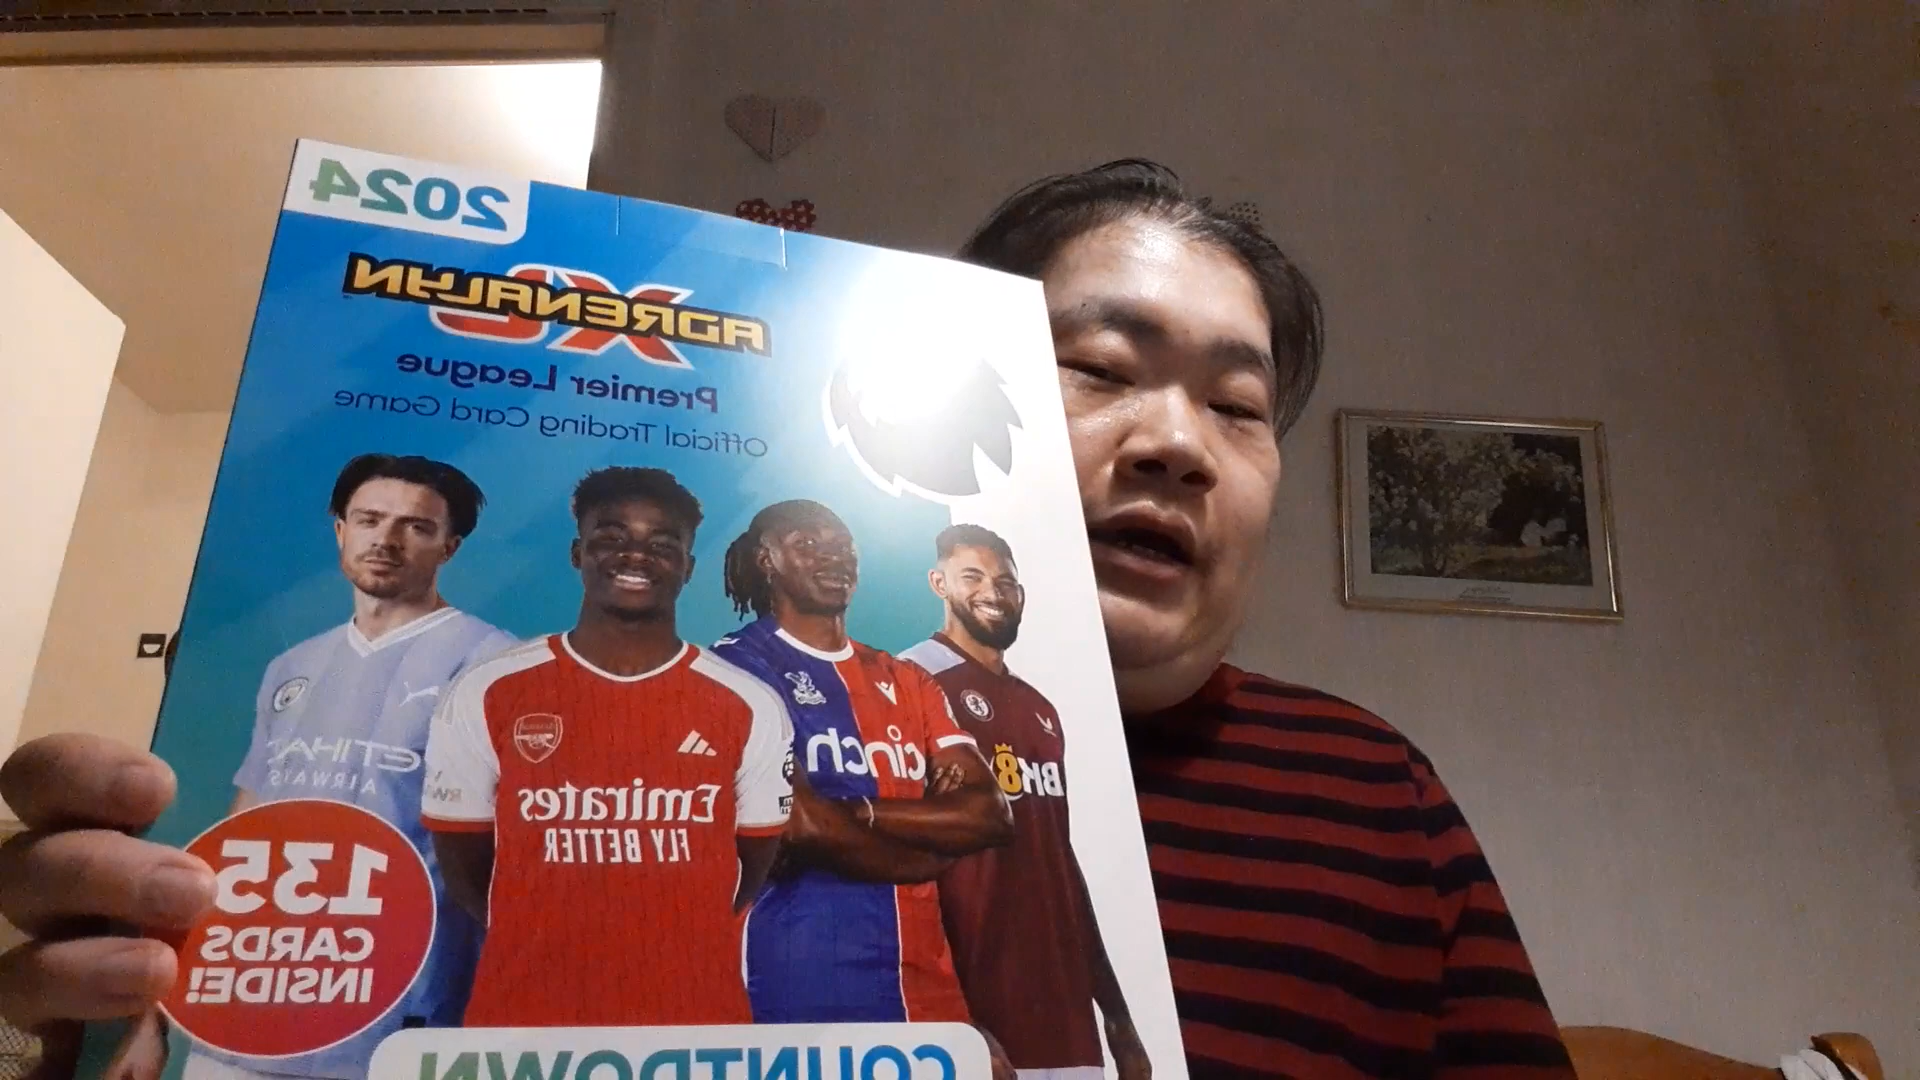 2024
ADRENALYN
XL
Premier League
Official Trading Card Game
ETIHAD
AIRWAYS
Emirates
FLY BETTER
cinch
BK8
135
CARDS
INSIDE!
COUNTDOWN